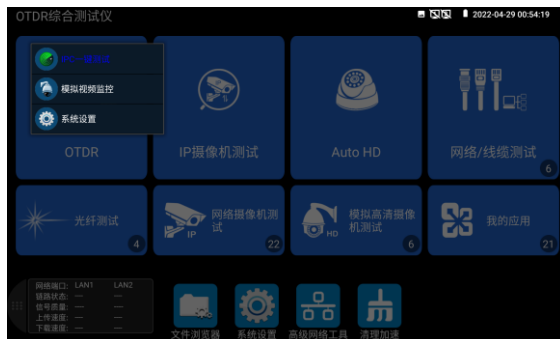 OTDR综合测试仪
2022-04-29 00:54:19
模拟视频监控
系统设置
OTDR
IP摄像机测试
Auto HD
网络/线缆测试
6
光纤测试
4
IP
网络摄像机测
试
22
HD
模拟高清摄像
机测试
6
我的应用
21
网络端口: LAN1 LAN2
链路状态: — —
信号质量: — —
上传速度: — —
下载速度: — —
文件浏览器
系统设置
高级网络工具
清理加速